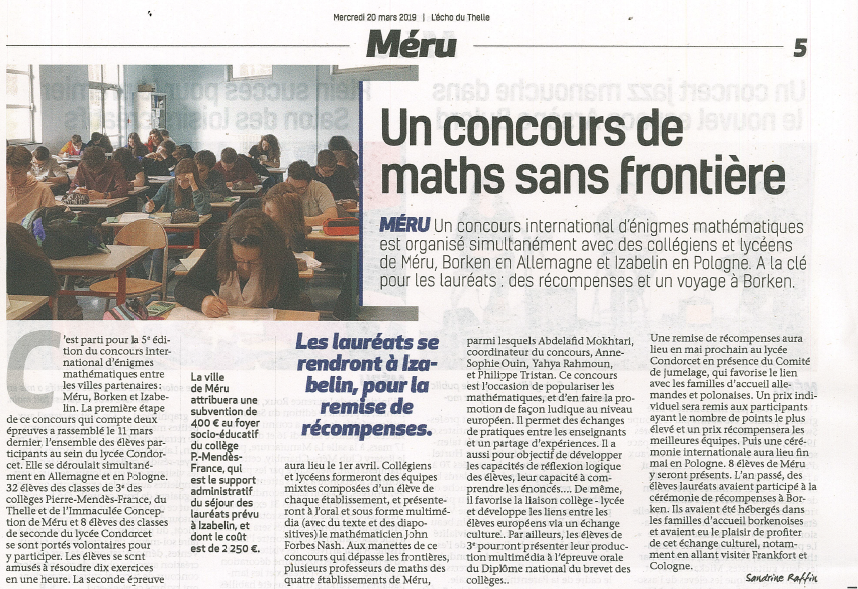 Mercredi 20 mars 2019 | L'écho du Thelle
Méru
5
Un concours de
maths sans frontière
MÉRU Un concours international d'énigmes mathématiques
est organisé simultanément avec des collégiens et lycéens
de Méru, Borken en Allemagne et Izabelin en Pologne. A la clé
pour les lauréats : des récompenses et un voyage à Borken.
C'est parti pour la 5e édi-
tion du concours inter-
national d'énigmes
mathématiques entre
les villes partenaires :
Méru, Borken et Izabe-
lin. La première étape
de ce concours qui compte deux
épreuves a rassemblé le 11 mars
dernier, l'ensemble des élèves par-
ticipants au sein du lycée Condor-
cet. Elle se déroulait simultané-
ment en Allemagne et en Pologne.
32 élèves des classes de 3e des
collèges Pierre-Mendès-France, du
Thelle et de l'Immaculée Concep-
tion de Méru et 8 élèves des classes
de seconde du lycée Condorcet
se sont portés volontaires pour
y participer. Les élèves se sont
amusés à résoudre dix exercices
en une heure. La seconde épreuve
La ville
de Méru
attribuera une
subvention de
400 € au foyer
socio-éducatif
du collège
P.-Mendès-
France, qui
est le support
administratif
du séjour des
lauréats prévu
à Izabelin, et
dont le coût
est de 2 250 €.
Les lauréats se
rendront à Iza-
belin, pour la
remise de
récompenses.
aura lieu le 1er avril. Collégiens
et lycéens formeront des équipes
mixtes composées d'un élève de
chaque établissement, et présente-
ront à l'oral et sous forme multimé-
dia (avec du texte et des diapo-
sitives) le mathématicien John
Forbes Nash. Aux manettes de ce
concours qui dépasse les frontières,
plusieurs professeurs de maths des
quatre établissements de Méru,
parmi lesquels Abdelafid Mokhtari,
coordinateur du concours, Anne-
Sophie Ouin, Yahya Rahmoun,
et Philippe Tristan. Ce concours
est l'occasion de populariser les
mathématiques, et d'en faire la pro-
motion de façon ludique au niveau
européen. Il permet des échanges
de pratiques entre les enseignants
et un partage d'expériences. Il a
aussi pour objectif de développer
les capacités de réflexion logique
des élèves, leur capacité à com-
prendre les énoncés.... De même,
il favorise la liaison collège - lycée
et développe les liens entre les
élèves européens via un échange
culturel. Par ailleurs, les élèves de
3e pourront présenter leur produc-
tion multimédia à l'épreuve orale
du Diplôme national du brevet des
collèges..
Une remise de récompenses aura
lieu en mai prochain au lycée
Condorcet en présence du Comité
de jumelage, qui favorise le lien
avec les familles d'accueil alle-
mandes et polonaises. Un prix indi-
viduel sera remis aux participants
ayant le nombre de points le plus
élevé et un prix récompensera les
meilleures équipes. Puis une céré-
monie internationale aura lieu fin
mai en Pologne. 8 élèves de Méru
y seront présents. L'an passé, des
élèves lauréats avaient participé à la
cérémonie de récompenses à Bor-
ken. Ils avaient été hébergés dans
les familles d'accueil borkenoises
et avaient eu le plaisir de profiter
de cet échange culturel, notam-
ment en allant visiter Frankfort et
Cologne.
Sandrine Raffin